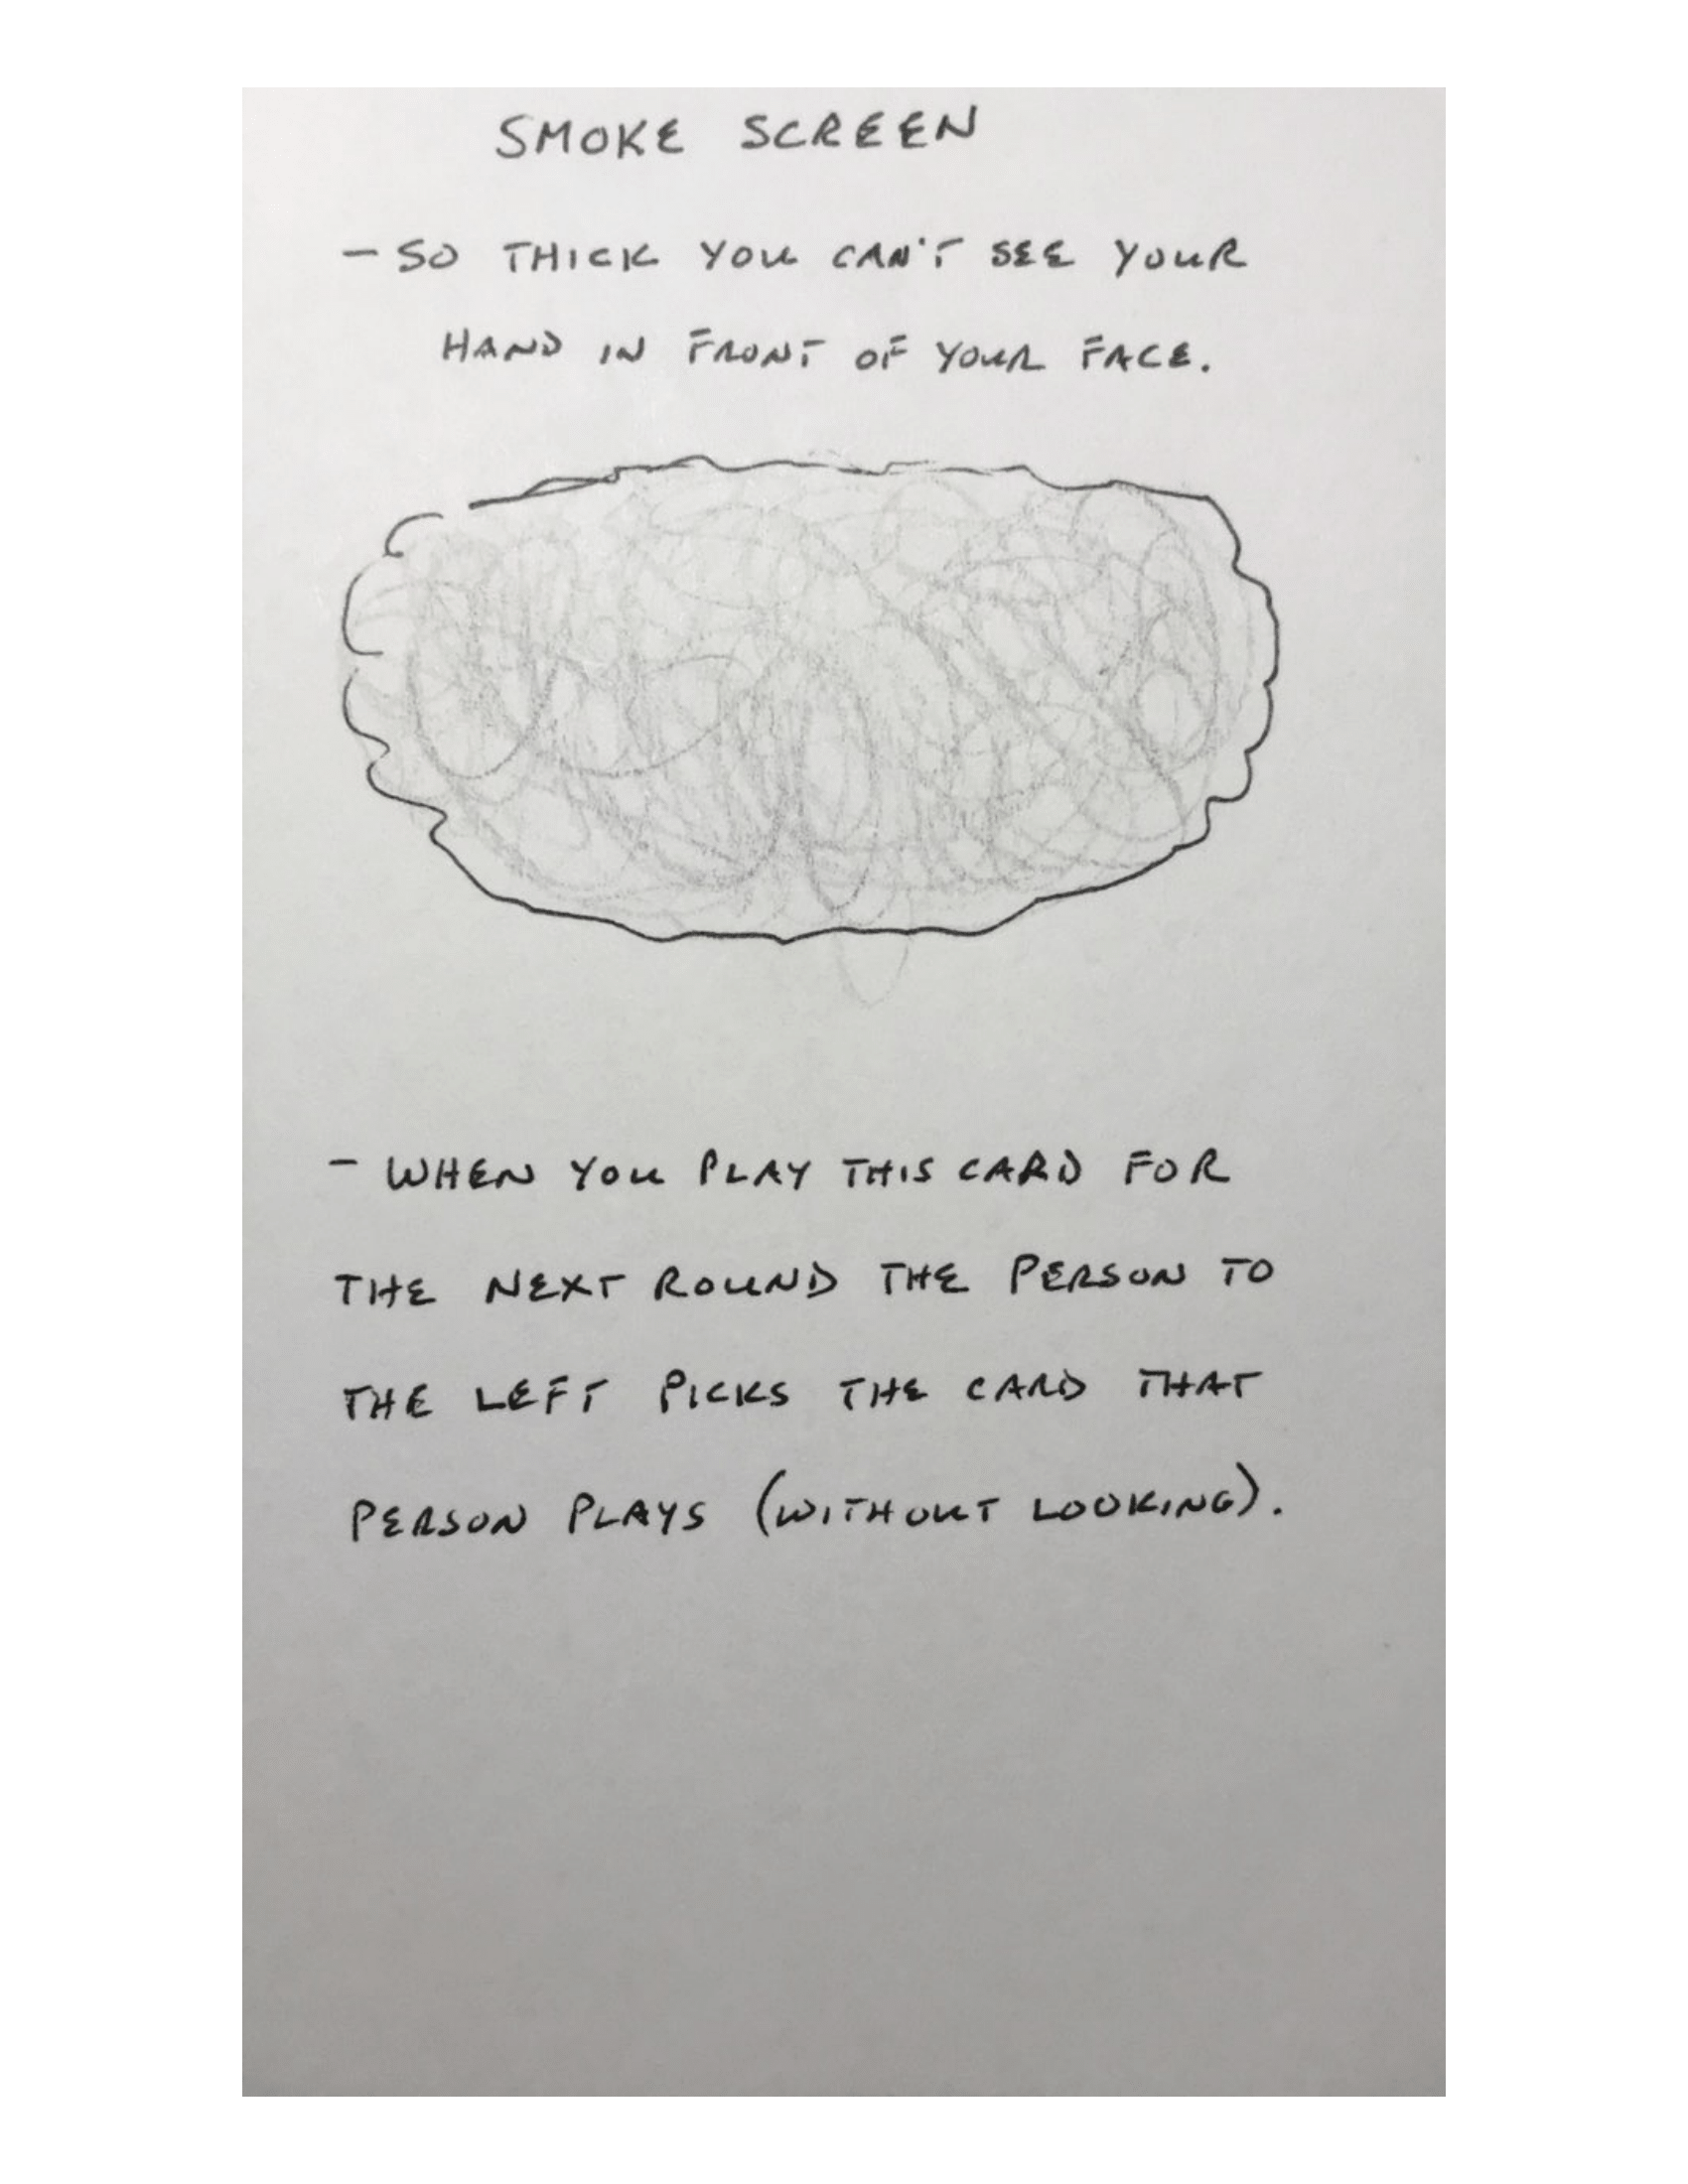 SMOKE SCREEN
- SO THICK YOU CAN'T SEE YOUR
HAND IN FRONT OF YOUR FACE.
- WHEN YOU PLAY THIS CARD FOR
THE NEXT ROUND THE PERSON TO
THE LEFT PICKS THE CARD THAT
PERSON PLAYS (WITHOUT LOOKING).